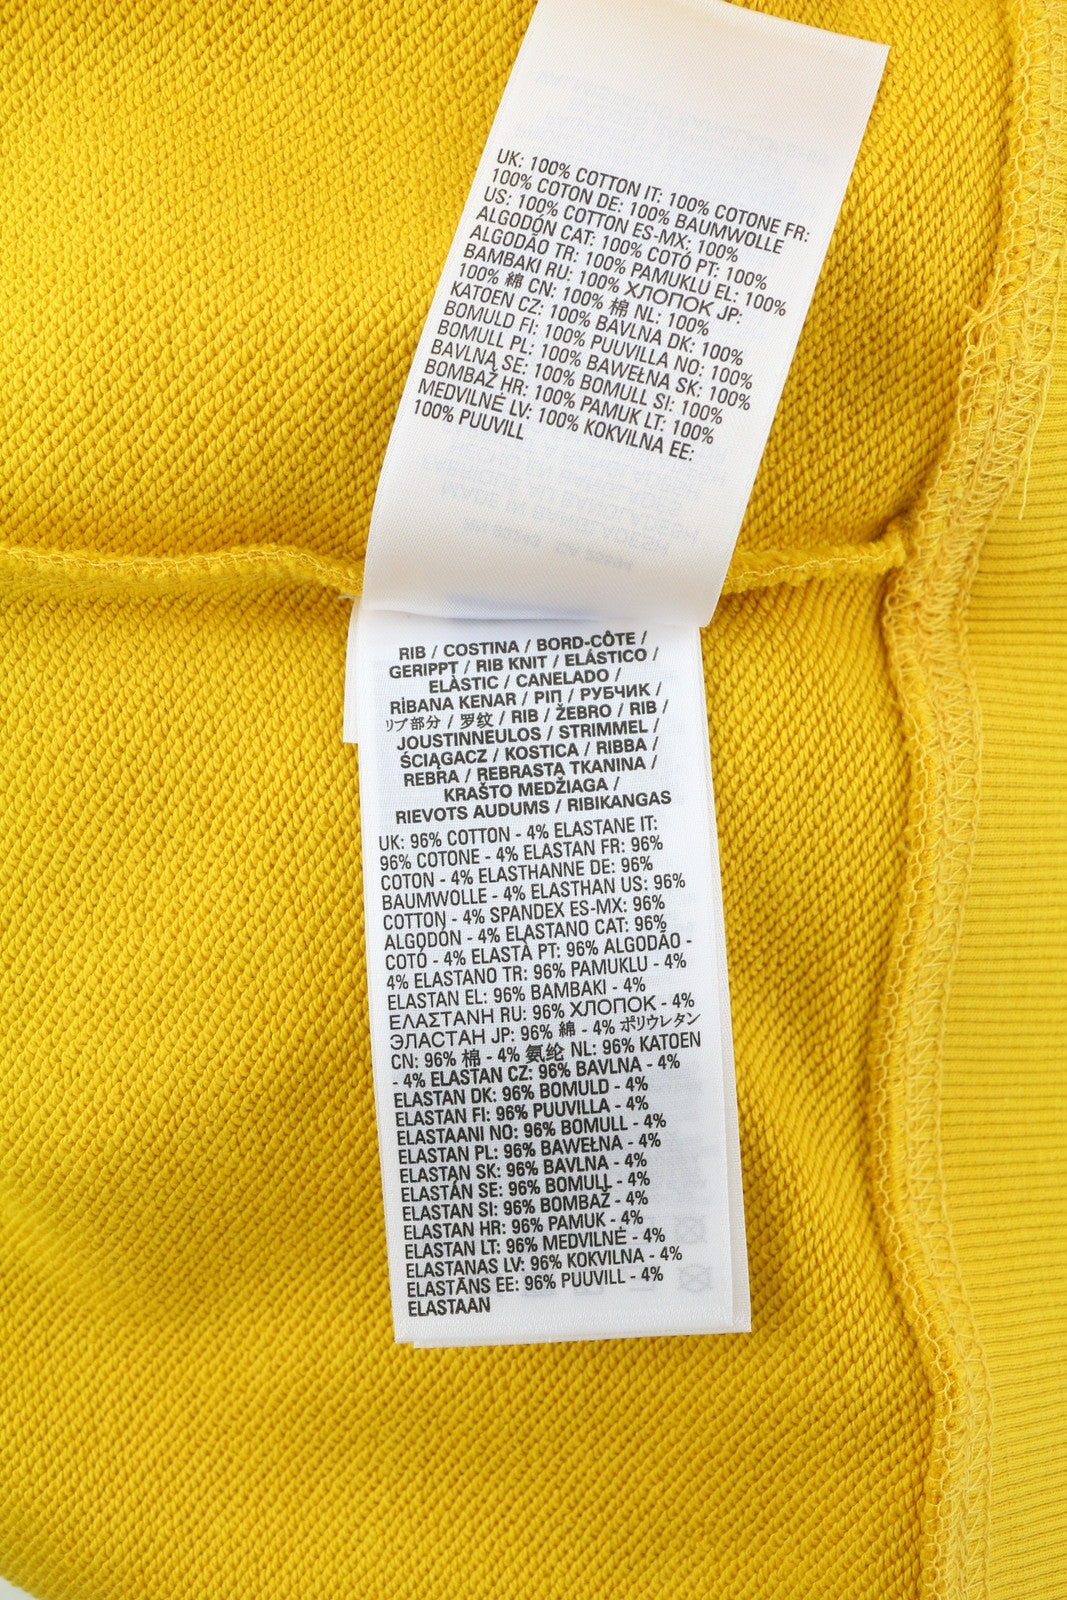 UK: 100% COTTON IT: 100% COTONE FR:
100% COTON DE: 100% BAUMWOLLE
US: 100% COTTON ES-MX: 100%
ALGODÓN CAT: 100% COTÓ PT: 100%
ALGODÃO TR: 100% PAMUKLU EL: 100%
BAMBAKI RU: 100% ХЛОПОК JP:
100% 綿 CN: 100% 棉 NL: 100%
KATOEN CZ: 100% BAVLNA DK: 100%
BOMULD FI: 100% PUUVILLA NO: 100%
BOMULL PL: 100% BAWEŁNA SK: 100%
BAVLNA SE: 100% BOMULL SI: 100%
BOMBAŽ HR: 100% PAMUK LT: 100%
MEDVILNĖ LV: 100% KOKVILNA EE:
100% PUUVILL
RIB / COSTINA / BORD-CÔTE /
GERIPPT / RIB KNIT / ELÁSTICO /
ELÀSTIC / CANELADO /
RİBANA KENAR / ΡΙΠ / РУБЧИК /
リブ部分 / 罗纹 / RIB / ŽEBRO / RIB /
JOUSTINNEULOS / STRIMMEL /
ŚCIĄGACZ / KOSTICA / RIBBA /
REBRA / REBRASTA TKANINA /
KRAŠTO MEDŽIAGA /
RIEVOTS AUDUMS / RIBIKANGAS
UK: 96% COTTON - 4% ELASTANE IT:
96% COTONE - 4% ELASTAN FR: 96%
COTON - 4% ELASTHANNE DE: 96%
BAUMWOLLE - 4% ELASTHAN US: 96%
COTTON - 4% SPANDEX ES-MX: 96%
ALGODÓN - 4% ELASTANO CAT: 96%
COTÓ - 4% ELASTÀ PT: 96% ALGODÃO -
4% ELASTANO TR: 96% PAMUKLU - 4%
ELASTAN EL: 96% BAMBAKI - 4%
ΕΛΑΣΤΑΝΗ RU: 96% ХЛОПОК - 4%
ЭЛАСТАН JP: 96% 綿 - 4% ポリウレタン
CN: 96% 棉 - 4% 氨纶 NL: 96% KATOEN
- 4% ELASTAN CZ: 96% BAVLNA - 4%
ELASTAN DK: 96% BOMULD - 4%
ELASTAN FI: 96% PUUVILLA - 4%
ELASTAANI NO: 96% BOMULL - 4%
ELASTAN PL: 96% BAWEŁNA - 4%
ELASTAN SK: 96% BAVLNA - 4%
ELASTÁN SE: 96% BOMULL - 4%
ELASTAN SI: 96% BOMBAŽ - 4%
ELASTAN HR: 96% PAMUK - 4%
ELASTAN LT: 96% MEDVILNĖ - 4%
ELASTANAS LV: 96% KOKVILNA - 4%
ELASTĀNS EE: 96% PUUVILL - 4%
ELASTAAN